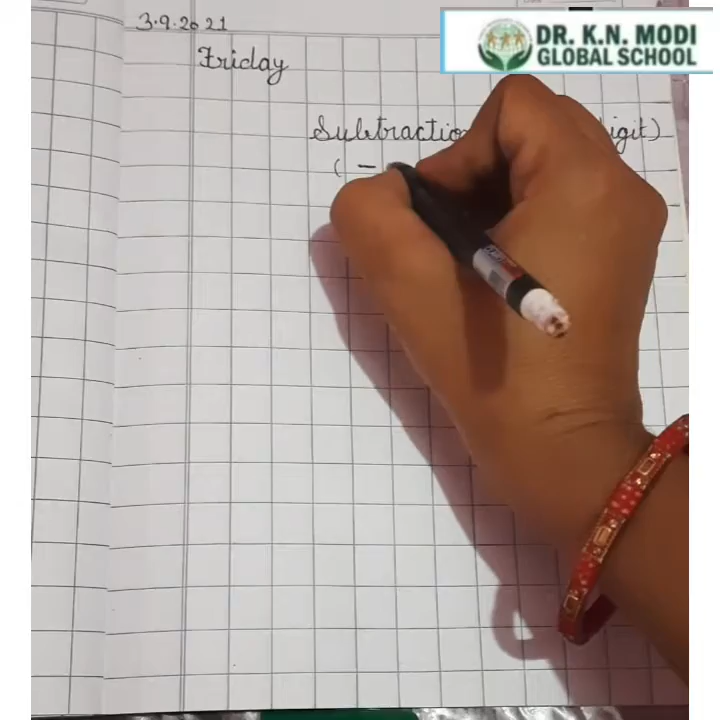 DR. K.N. MODI
GLOBAL SCHOOL
3.9.2021
Friday
Subtractio igit)
( —